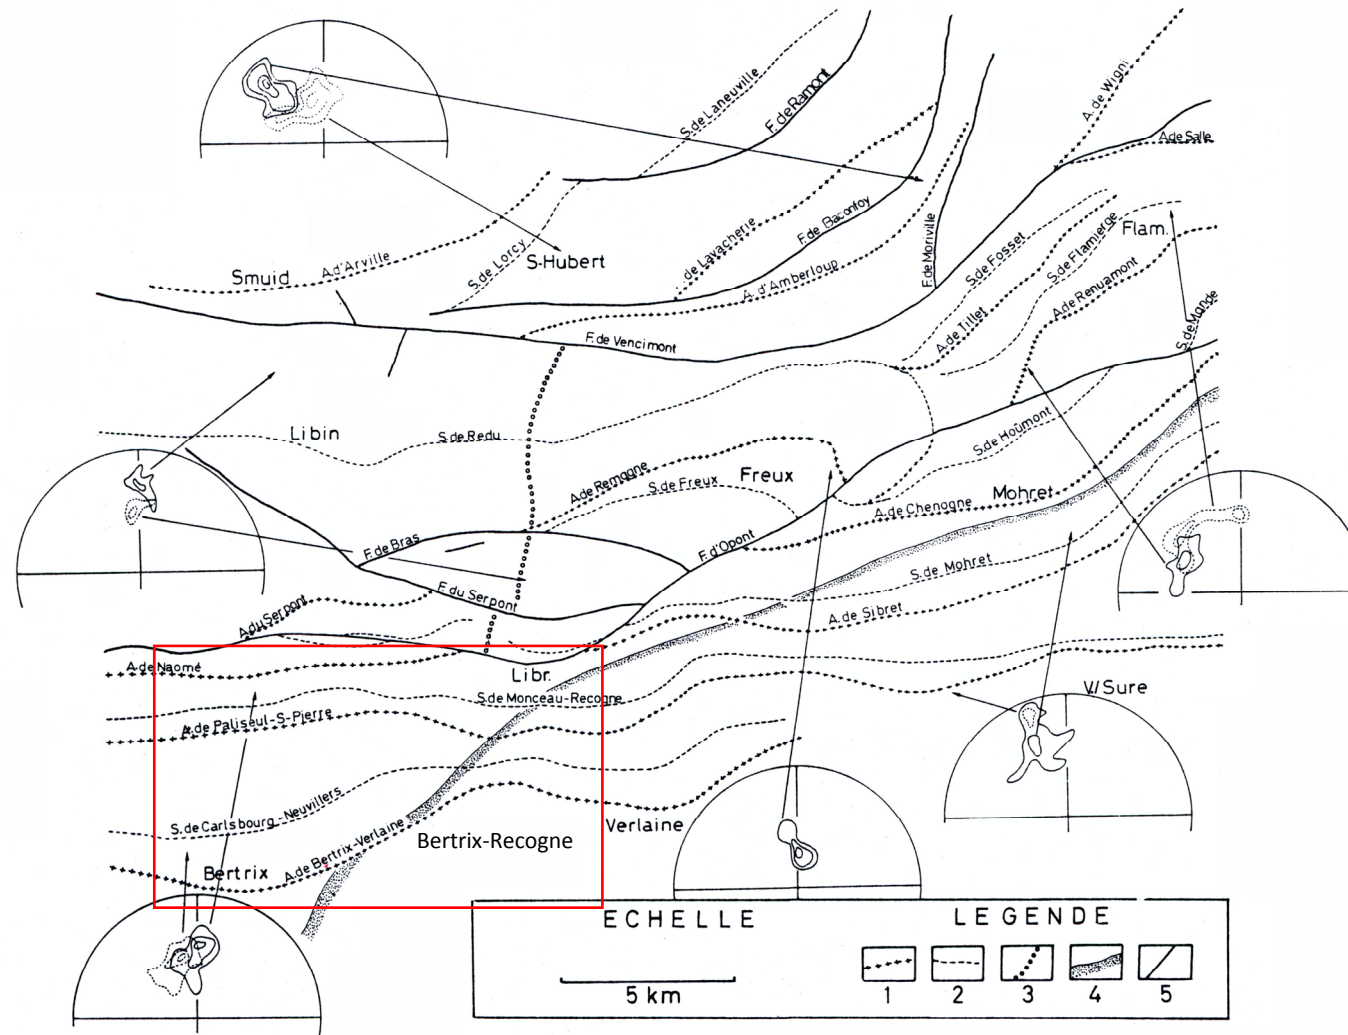 S. de Laneuville
F. de Ramont
A. de Wigni
A. de Salle
A. d'Arville
S. de Lorcy
Smuid
S-Hubert
de Lavacherie
F. de Baconfoy
A. d'Amberloup
F. de Moriville
S. de Fosset
S. de Flamierge
Flam.
A. de Tillet
A. de Renuamont
S. de Mande
F. de Vencimont
Libin
S. de Redu
A. de Remagne
S. de Freux
Freux
S. de Hoûmont
A. de Chenogne
Mohret
F. de Bras
F. d'Opont
F. du Serpont
S. de Mohret
A. de Sibret
A. du Serpont
A. de Naomé
Libr.
S. de Monceau-Recogne
V/Sure
A. de Paliseul-S-Pierre
S. de Carlsbourg-Neuvillers
Verlaine
A. de Bertrix-Verlaine
Bertrix-Recogne
Bertrix
ECHELLE
LEGENDE
5 km
1 2 3 4 5